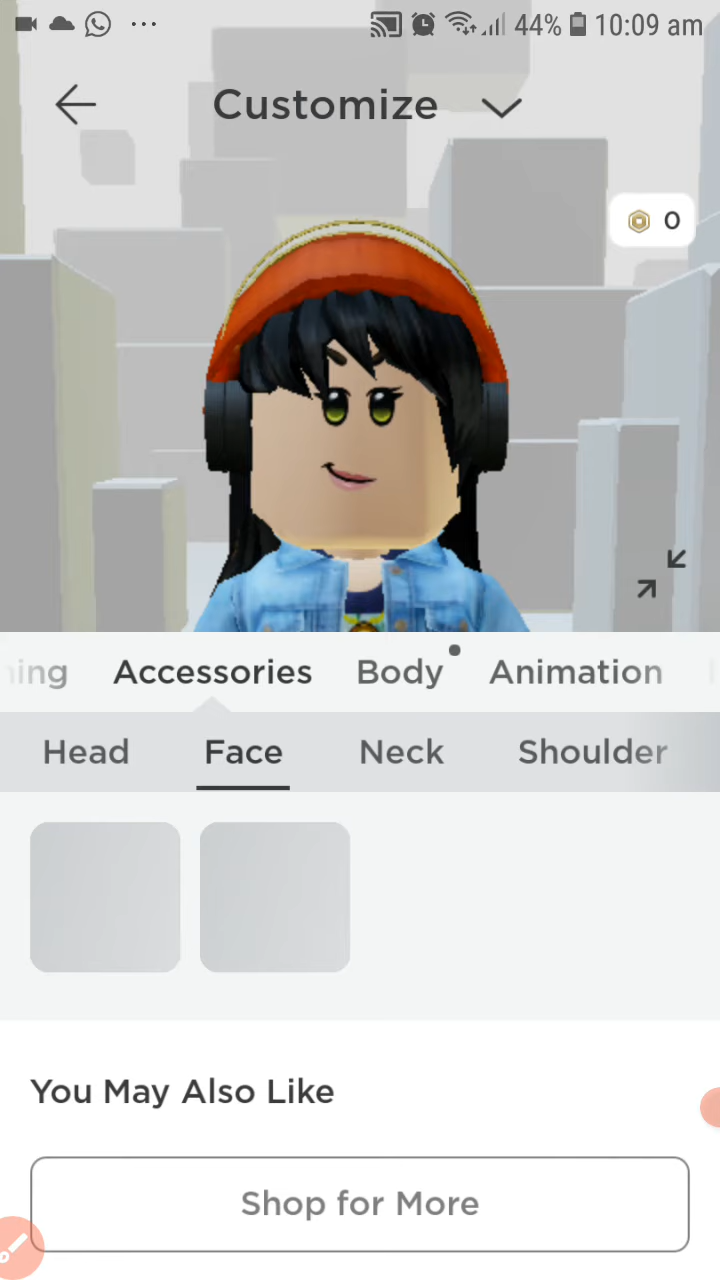 44% 10:09 am
Customize
0
ning Accessories Body Animation
Head Face Neck Shoulder
You May Also Like
Shop for More